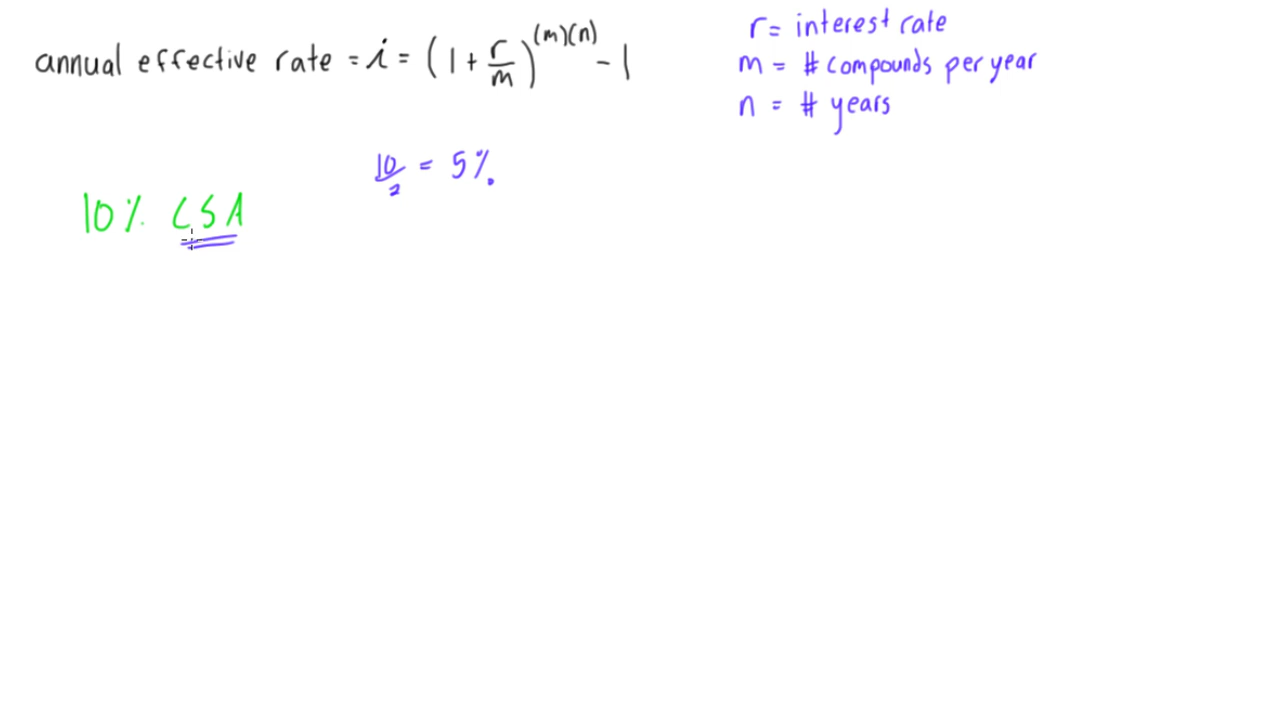 annual effective rate = i = (1 + r/m)^(m)(n) - 1
r = interest rate
m = # compounds per year
n = # years
10/2 = 5%
10% CSA